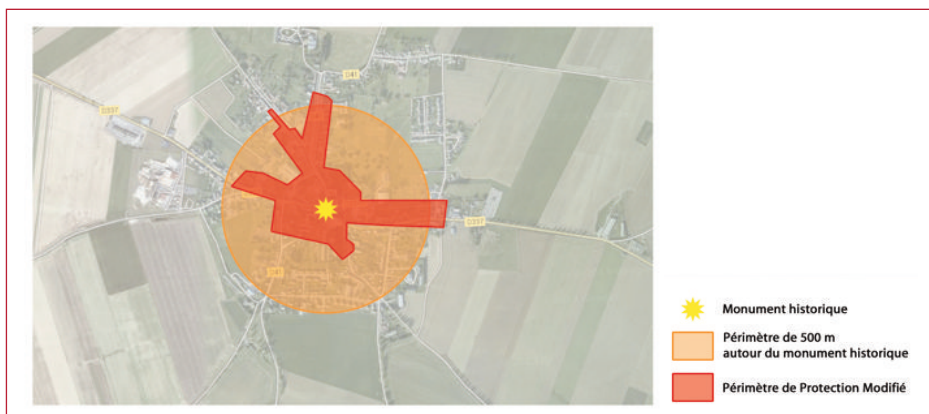 D41
D337
D337
D41
Monument historique
Périmètre de 500 m
autour du monument historique
Périmètre de Protection Modifié